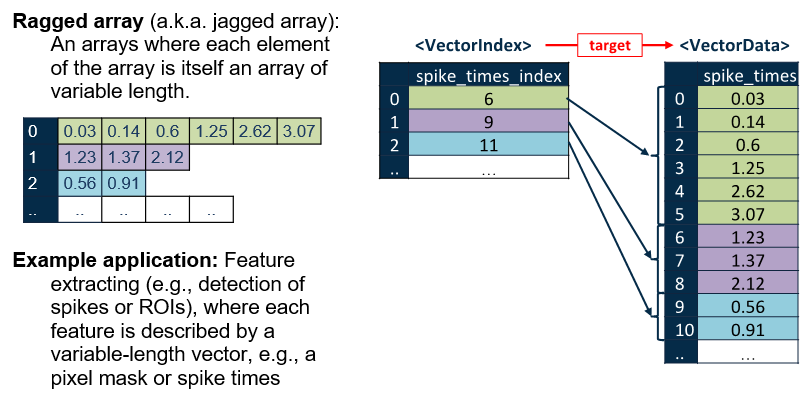 Ragged array (a.k.a. jagged array):
An arrays where each element
of the array is itself an array of
variable length.
0 0.03 0.14 0.6 1.25 2.62 3.07
1 1.23 1.37 2.12
2 0.56 0.91
.. .. .. .. ..
Example application: Feature
extracting (e.g., detection of
spikes or ROIs), where each
feature is described by a
variable-length vector, e.g., a
pixel mask or spike times
<VectorIndex> target <VectorData>
spike_times_index
0 6
1 9
2 11
.. ...
spike_times
0 0.03
1 0.14
2 0.6
3 1.25
4 2.62
5 3.07
6 1.23
7 1.37
8 2.12
9 0.56
10 0.91
.. ...